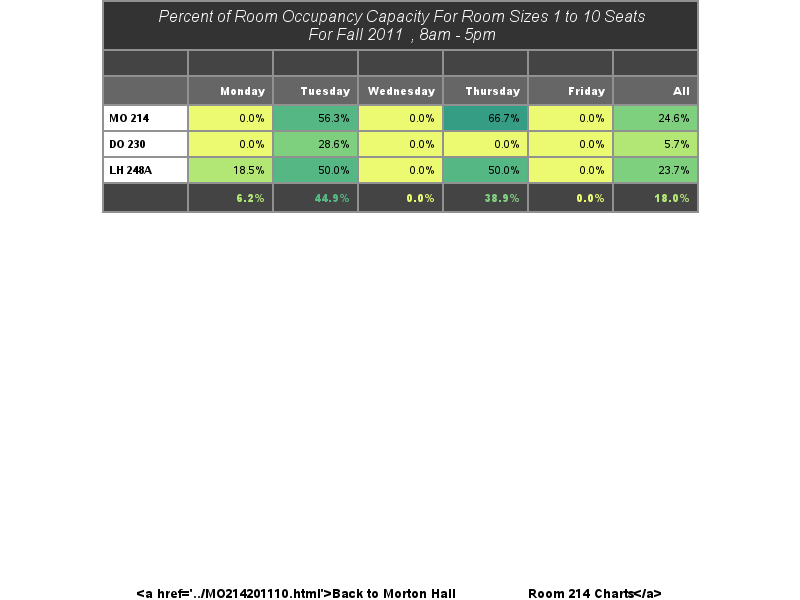 Percent of Room Occupancy Capacity For Room Sizes 1 to 10 Seats
For Fall 2011 , 8am - 5pm
Monday Tuesday Wednesday Thursday Friday All
MO 214 0.0% 56.3% 0.0% 66.7% 0.0% 24.6%
DO 230 0.0% 28.6% 0.0% 0.0% 0.0% 5.7%
LH 248A 18.5% 50.0% 0.0% 50.0% 0.0% 23.7%
6.2% 44.9% 0.0% 38.9% 0.0% 18.0%
<a href='../MO214201110.html'>Back to Morton Hall Room 214 Charts</a>